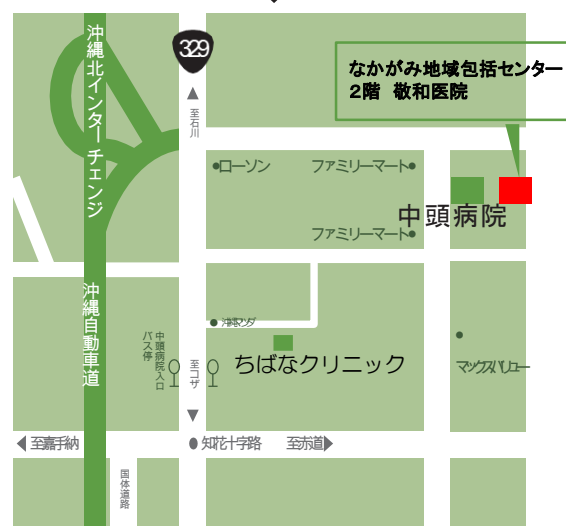 沖縄北インターチェンジ
329
至石川
なかがみ地域包括センター
2階 敬和医院
ローソン
ファミリーマート
中頭病院
ファミリーマート
沖縄自動車道
沖縄ホンダ
中頭病院入口
バス停
至コザ
ちばなクリニック
マックスバリュー
至嘉手納
知花十字路
至赤道
国体道路